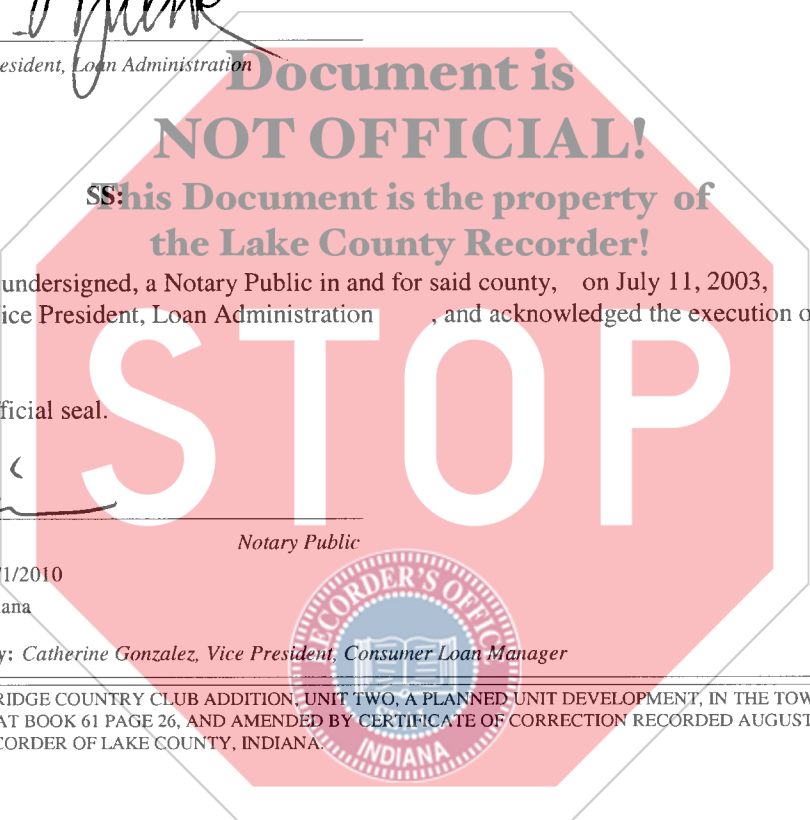 esident, Loan Administration
Document is
NOT OFFICIAL!
SS:
This Document is the property of
the Lake County Recorder!
undersigned, a Notary Public in and for said county, on July 11, 2003,
ice President, Loan Administration , and acknowledged the execution o
STOP
ficial seal.
Notary Public
/1/2010
ana
y: Catherine Gonzalez, Vice President, Consumer Loan Manager
RECORDER'S OFFICE
INDIANA
RIDGE COUNTRY CLUB ADDITION, UNIT TWO, A PLANNED UNIT DEVELOPMENT, IN THE TOW
AT BOOK 61 PAGE 26, AND AMENDED BY CERTIFICATE OF CORRECTION RECORDED AUGUST
CORDER OF LAKE COUNTY, INDIANA.